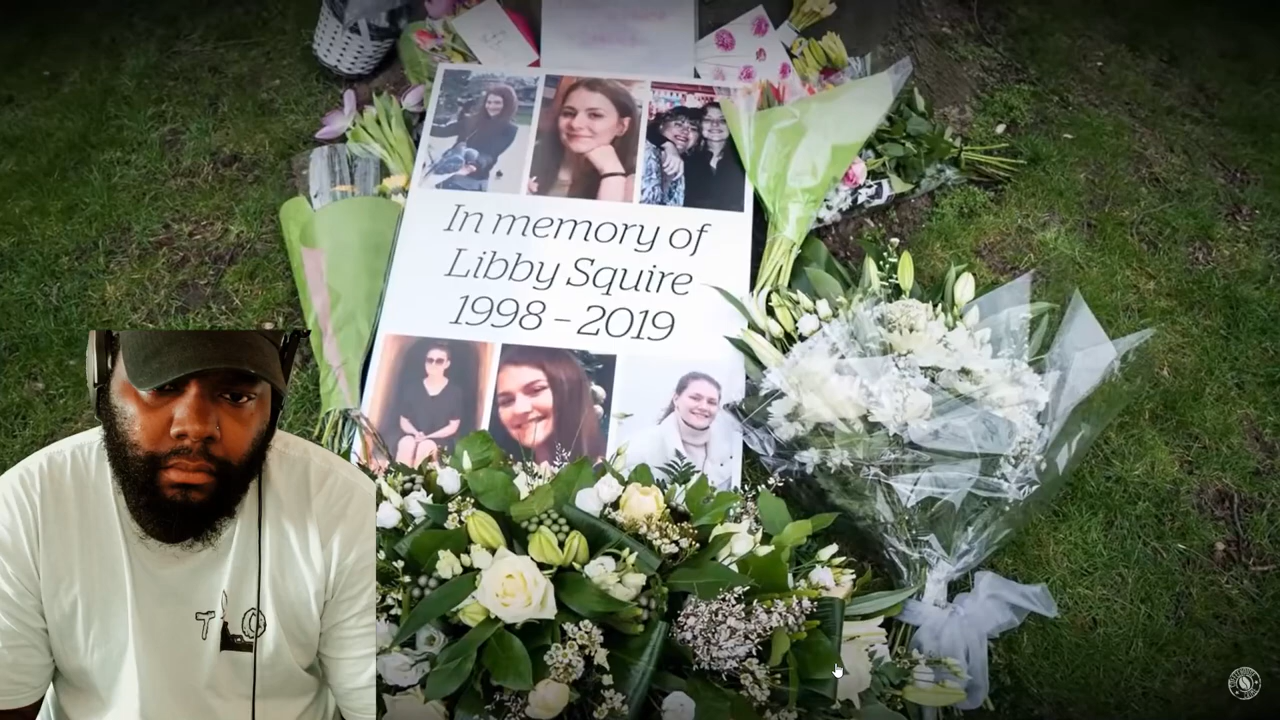 In memory of
Libby Squire
1998 – 2019